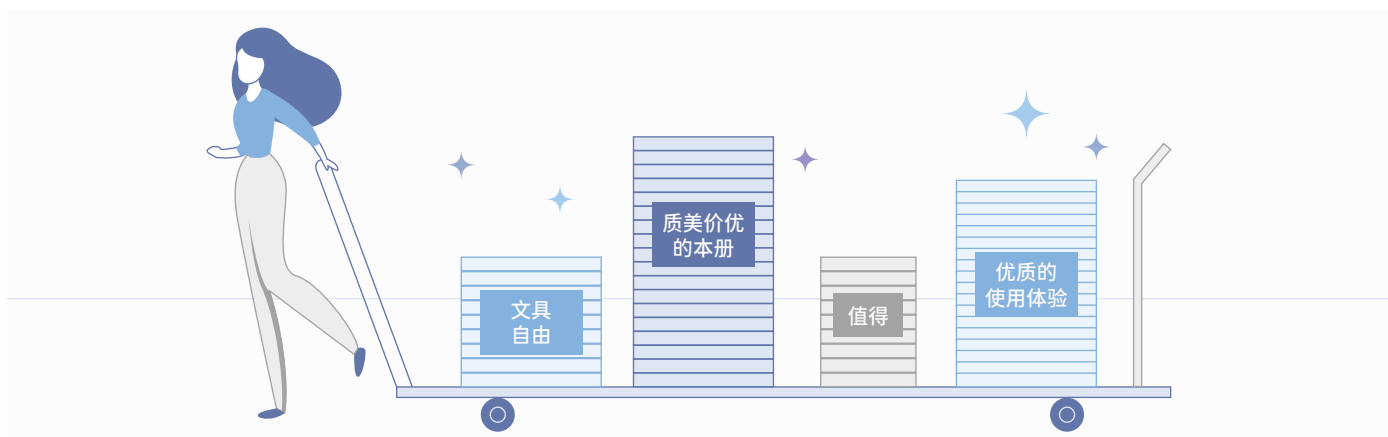 文具
自由
质美价优
的本册
值得
优质的
使用体验